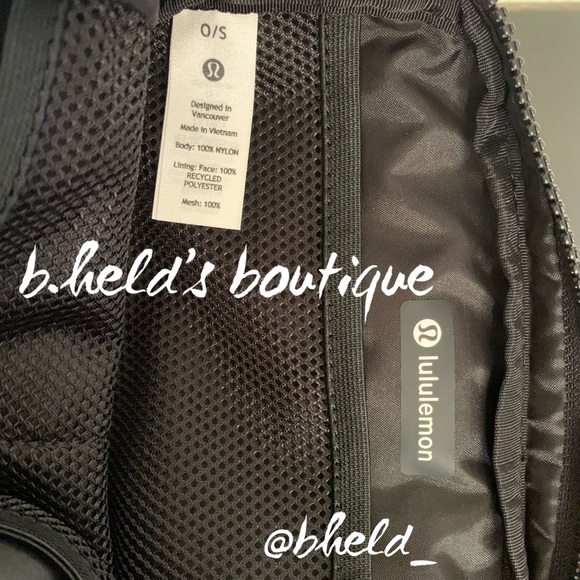 O/S
Designed in
Vancouver
Made in Vietnam
Body: 100% NYLON
Lining: Face: 100%
RECYCLED
POLYESTER
Mesh: 100%
b.held's boutique
lululemon
@bheld_